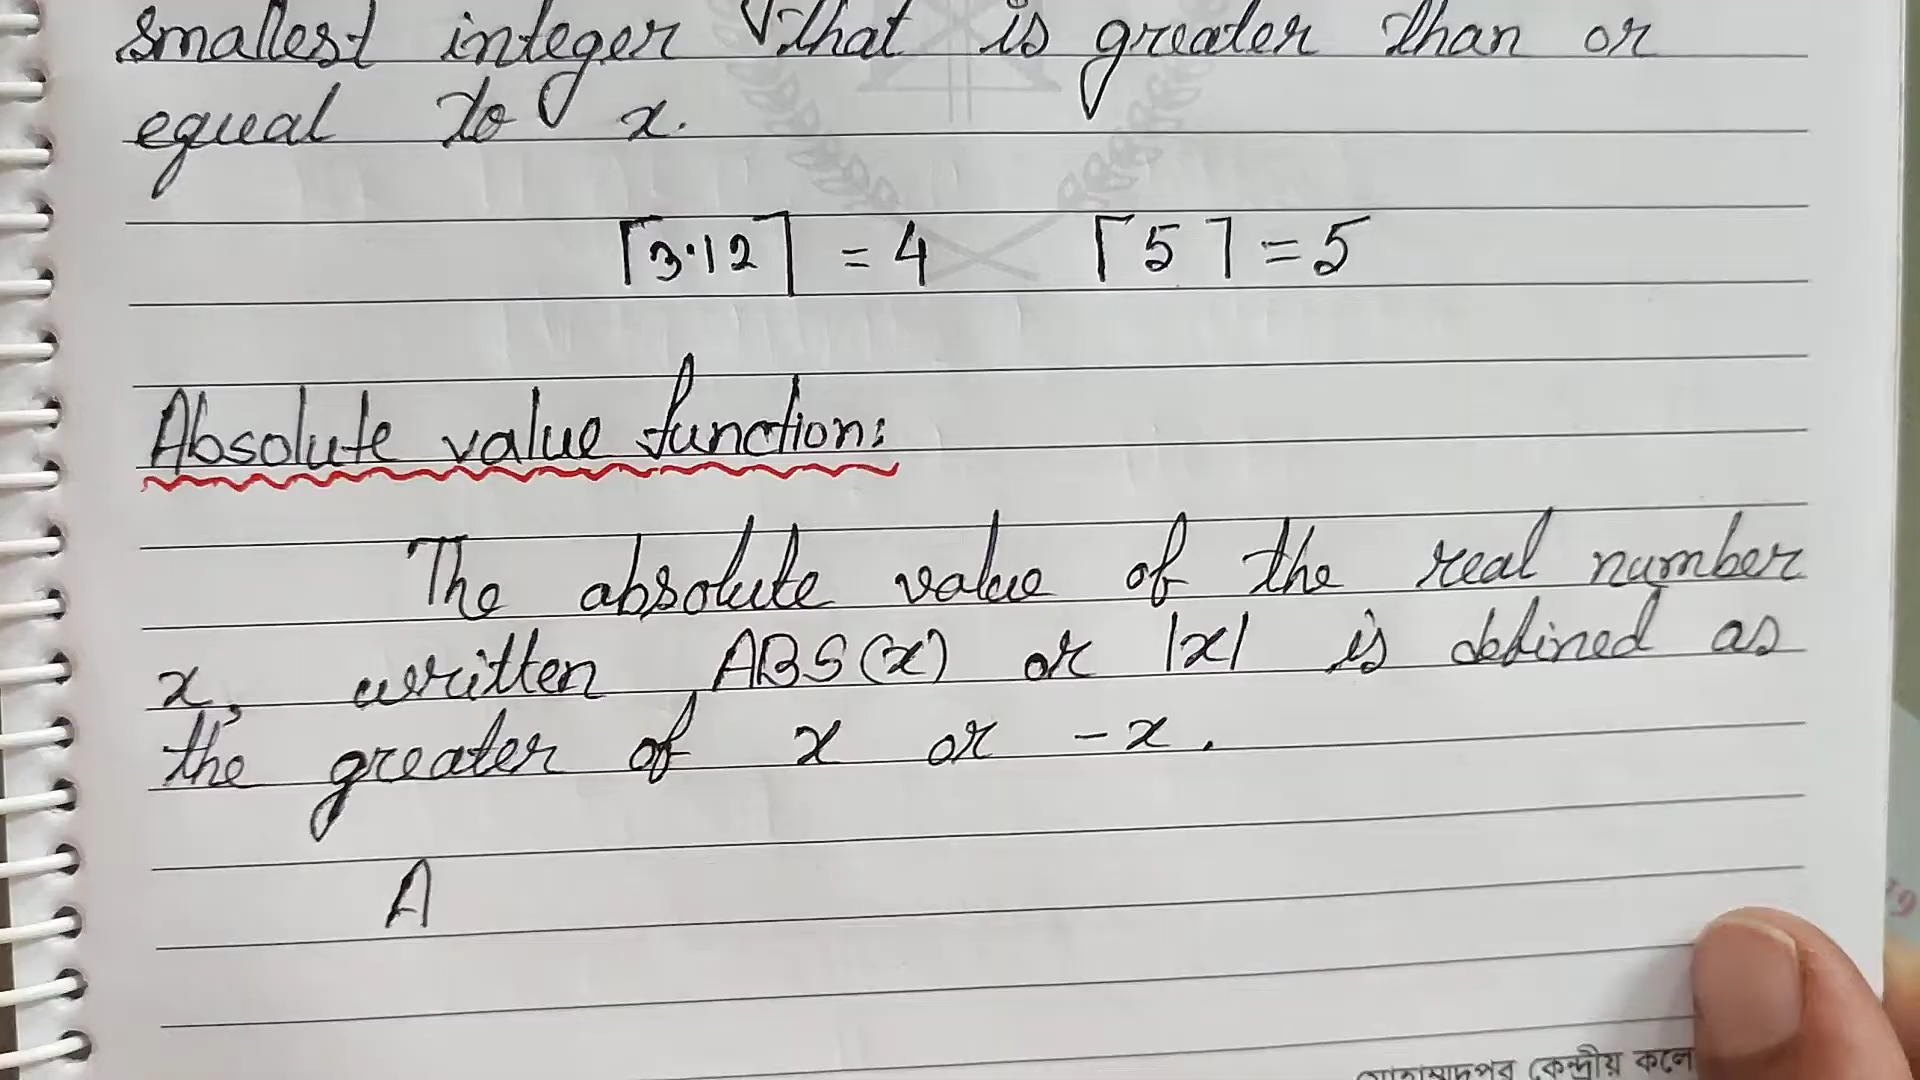 smallest integer that is greater than or
equal to x.
⌈3.12⌉ = 4 ⌈5⌉ = 5
Absolute value function:
The absolute value of the real number
x, written ABS(x) or |x| is defined as
the greater of x or -x.
A
কেন্দ্রীয়